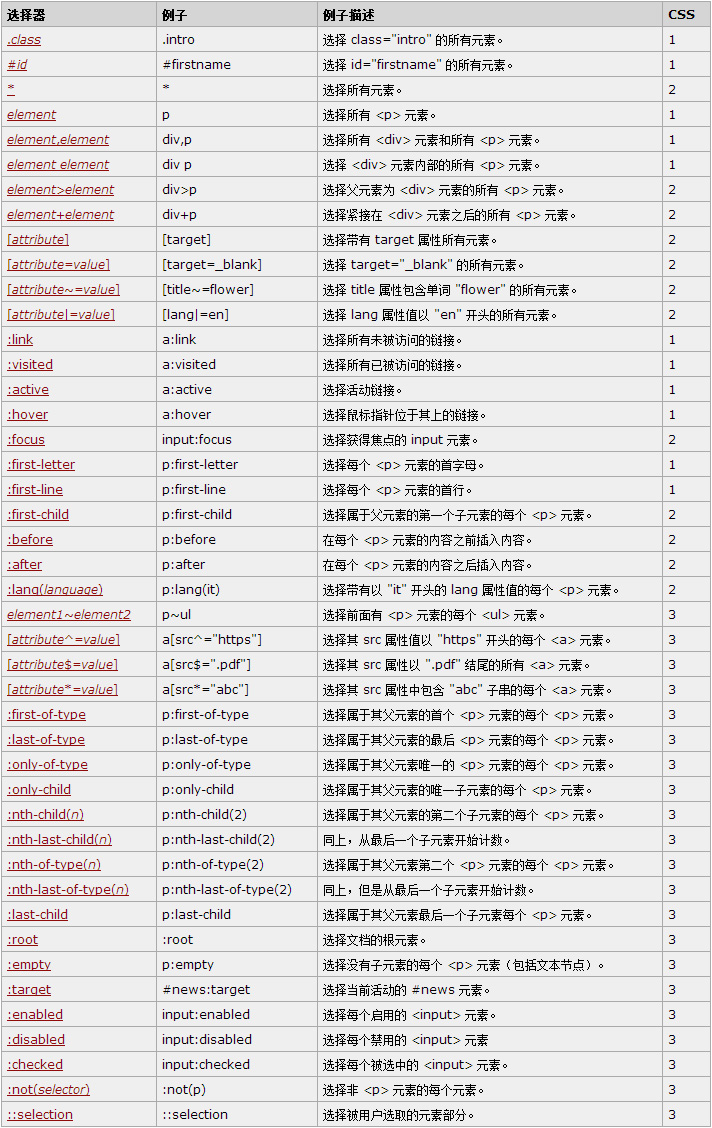 选择器 例子 例子描述 CSS
.class .intro 选择 class="intro" 的所有元素。 1
#id #firstname 选择 id="firstname" 的所有元素。 1
* * 选择所有元素。 2
element p 选择所有 <p> 元素。 1
element,element div,p 选择所有 <div> 元素和所有 <p> 元素。 1
element element div p 选择 <div> 元素内部的所有 <p> 元素。 1
element>element div>p 选择父元素为 <div> 元素的所有 <p> 元素。 2
element+element div+p 选择紧接在 <div> 元素之后的所有 <p> 元素。 2
[attribute] [target] 选择带有 target 属性所有元素。 2
[attribute=value] [target=_blank] 选择 target="_blank" 的所有元素。 2
[attribute~=value] [title~=flower] 选择 title 属性包含单词 "flower" 的所有元素。 2
[attribute|=value] [lang|=en] 选择 lang 属性值以 "en" 开头的所有元素。 2
:link a:link 选择所有未被访问的链接。 1
:visited a:visited 选择所有已被访问的链接。 1
:active a:active 选择活动链接。 1
:hover a:hover 选择鼠标指针位于其上的链接。 1
:focus input:focus 选择获得焦点的 input 元素。 2
:first-letter p:first-letter 选择每个 <p> 元素的首字母。 1
:first-line p:first-line 选择每个 <p> 元素的首行。 1
:first-child p:first-child 选择属于父元素的第一个子元素的每个 <p> 元素。 2
:before p:before 在每个 <p> 元素的内容之前插入内容。 2
:after p:after 在每个 <p> 元素的内容之后插入内容。 2
:lang(language) p:lang(it) 选择带有以 "it" 开头的 lang 属性值的每个 <p> 元素。 2
element1~element2 p~ul 选择前面有 <p> 元素的每个 <ul> 元素。 3
[attribute^=value] a[src^="https"] 选择其 src 属性值以 "https" 开头的每个 <a> 元素。 3
[attribute$=value] a[src$=".pdf"] 选择其 src 属性以 ".pdf" 结尾的所有 <a> 元素。 3
[attribute*=value] a[src*="abc"] 选择其 src 属性中包含 "abc" 子串的每个 <a> 元素。 3
:first-of-type p:first-of-type 选择属于其父元素的首个 <p> 元素的每个 <p> 元素。 3
:last-of-type p:last-of-type 选择属于其父元素的最后 <p> 元素的每个 <p> 元素。 3
:only-of-type p:only-of-type 选择属于其父元素唯一的 <p> 元素的每个 <p> 元素。 3
:only-child p:only-child 选择属于其父元素的唯一子元素的每个 <p> 元素。 3
:nth-child(n) p:nth-child(2) 选择属于其父元素的第二个子元素的每个 <p> 元素。 3
:nth-last-child(n) p:nth-last-child(2) 同上，从最后一个子元素开始计数。 3
:nth-of-type(n) p:nth-of-type(2) 选择属于其父元素第二个 <p> 元素的每个 <p> 元素。 3
:nth-last-of-type(n) p:nth-last-of-type(2) 同上，但是从最后一个子元素开始计数。 3
:last-child p:last-child 选择属于其父元素最后一个子元素每个 <p> 元素。 3
:root :root 选择文档的根元素。 3
:empty p:empty 选择没有子元素的每个 <p> 元素（包括文本节点）。 3
:target #news:target 选择当前活动的 #news 元素。 3
:enabled input:enabled 选择每个启用的 <input> 元素。 3
:disabled input:disabled 选择每个禁用的 <input> 元素 3
:checked input:checked 选择每个被选中的 <input> 元素。 3
:not(selector) :not(p) 选择非 <p> 元素的每个元素。 3
::selection ::selection 选择被用户选取的元素部分。 3